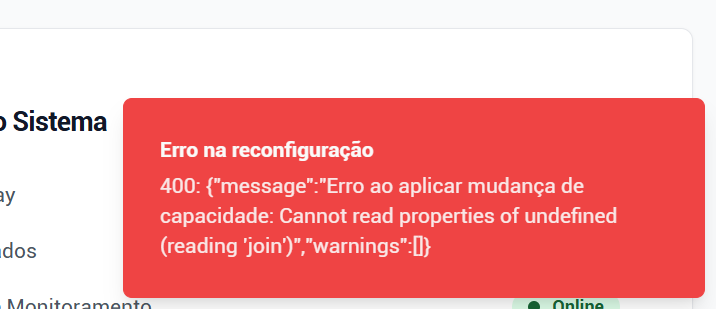 o Sistema
Erro na reconfiguração
400: {"message":"Erro ao aplicar mudança de
capacidade: Cannot read properties of undefined
(reading 'join')","warnings":[]}
ay
ados
Monitoramento
Online